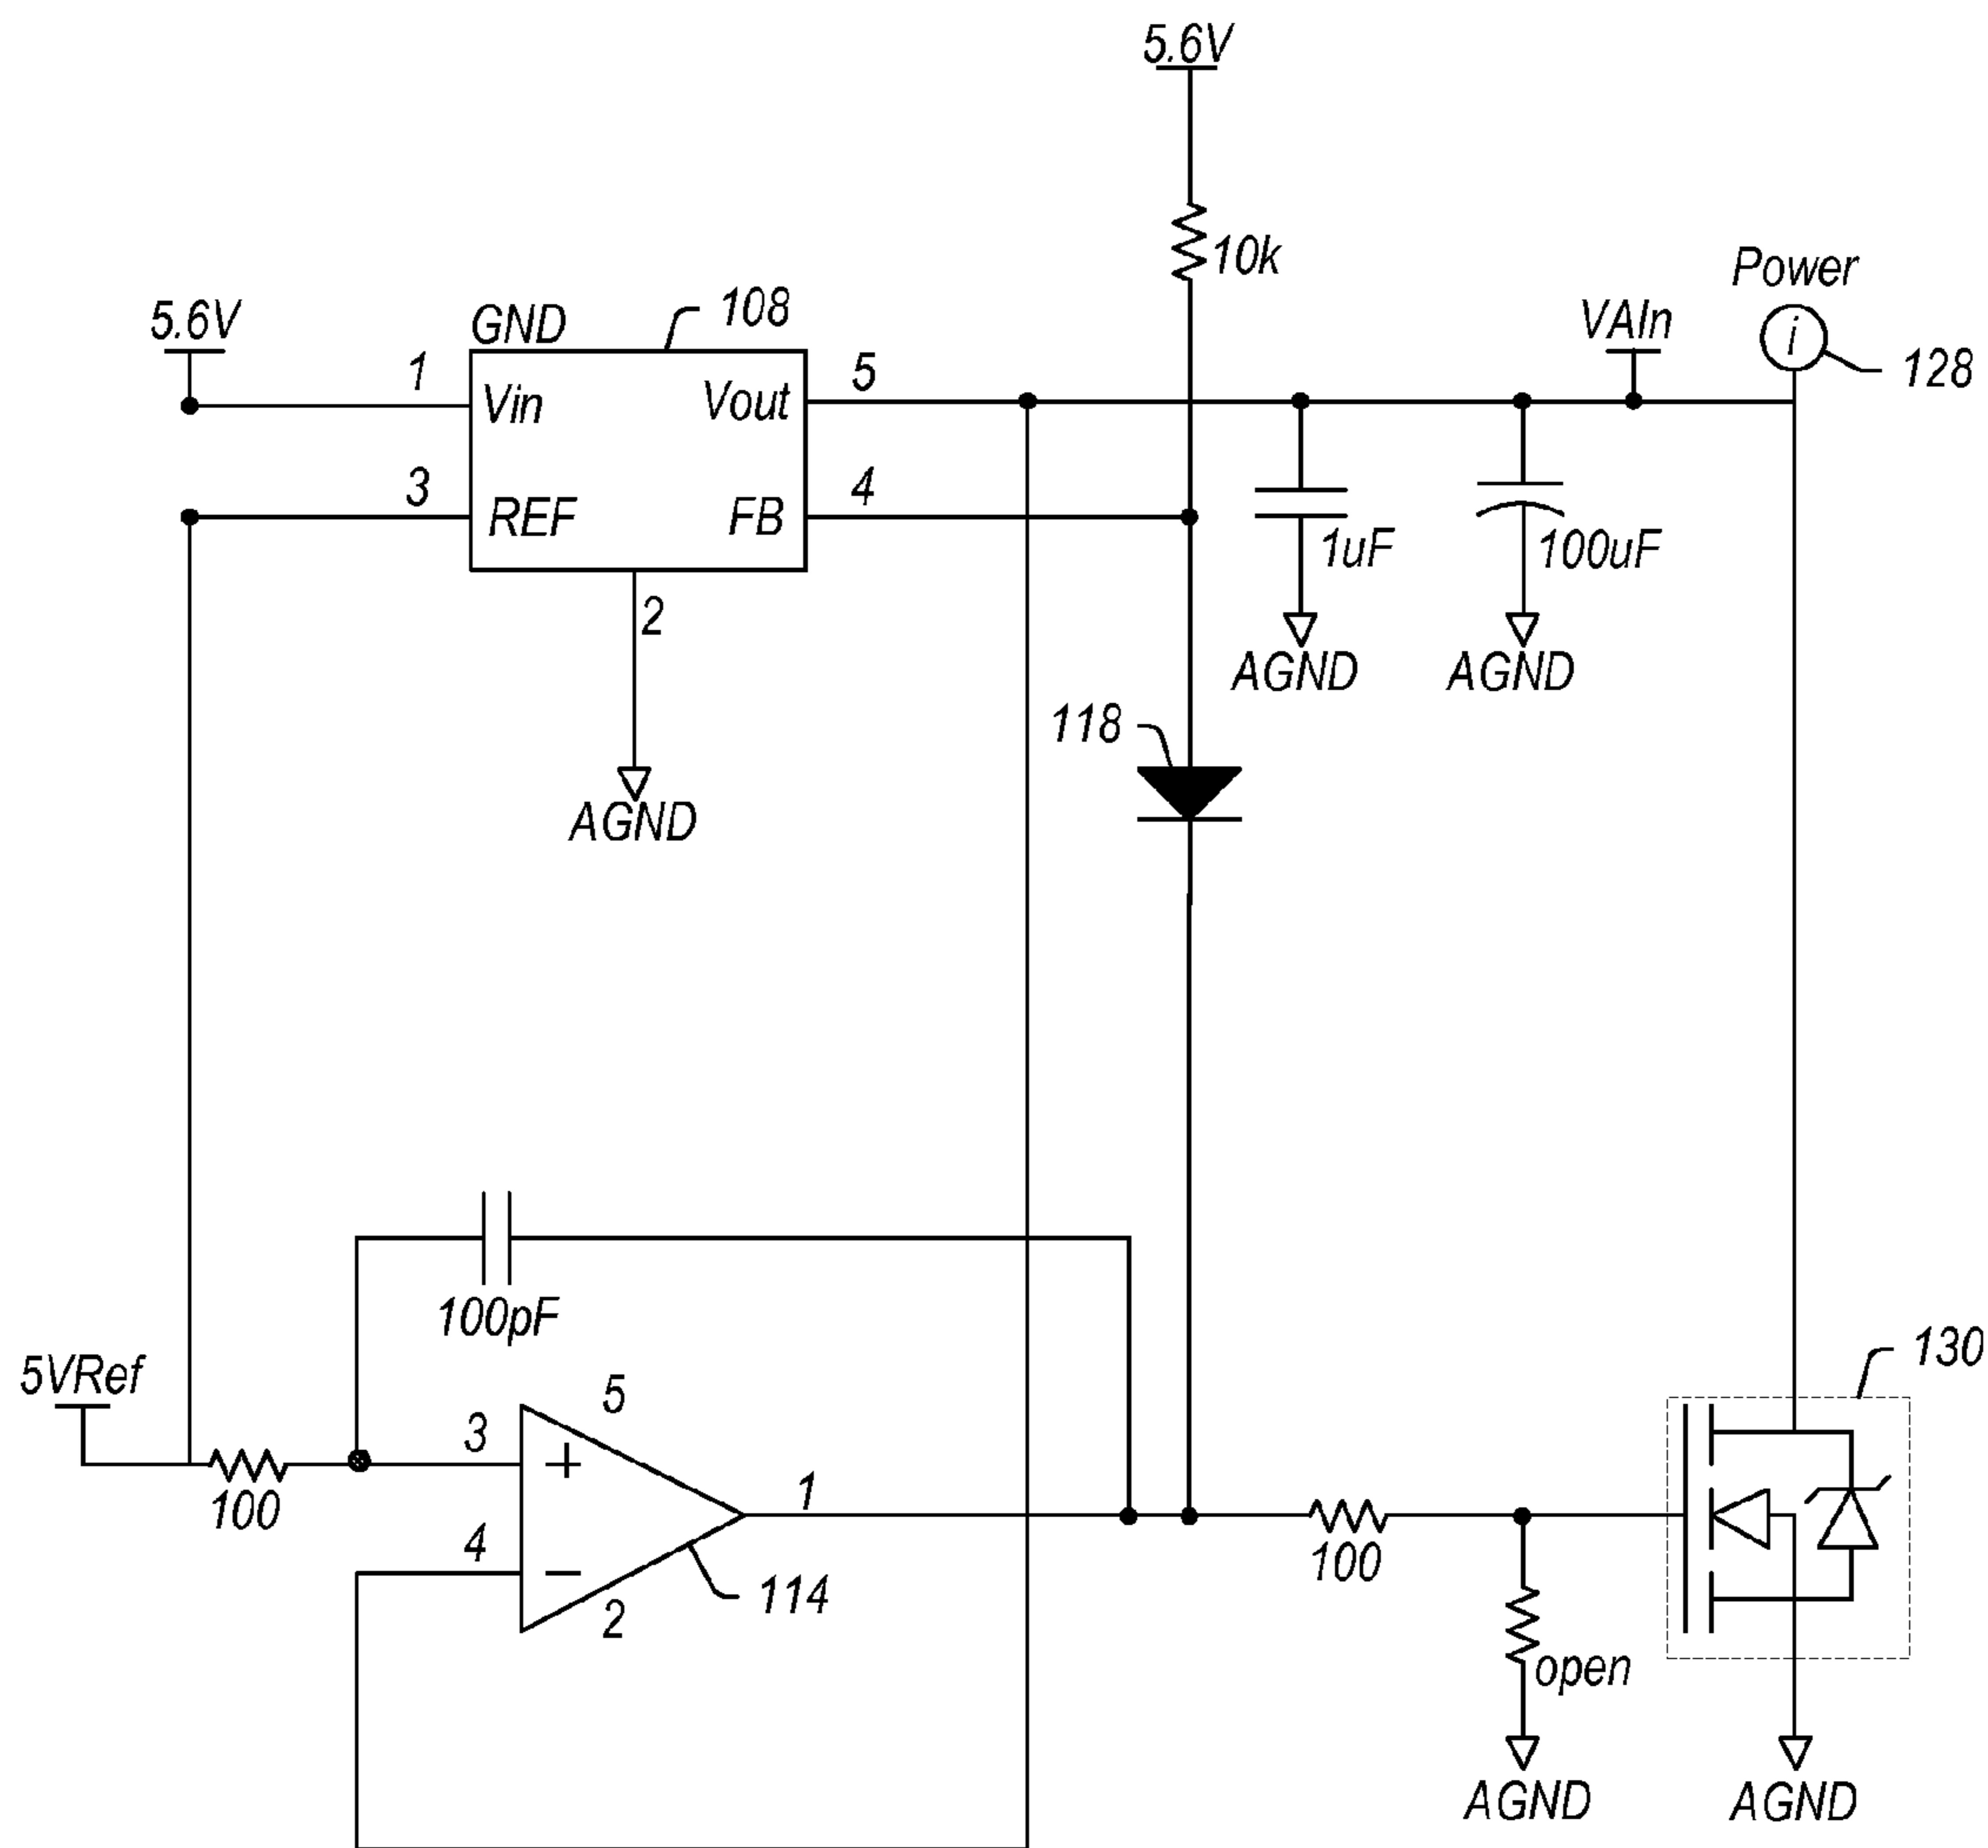 5.6V
10k
Power
i
128
VAIn
5.6V
GND
108
1
Vin
Vout
5
3
REF
FB
4
2
AGND
1uF
AGND
100uF
AGND
118
100pF
5VRef
100
3
+
5
4
−
2
1
114
100
open
AGND
130
AGND